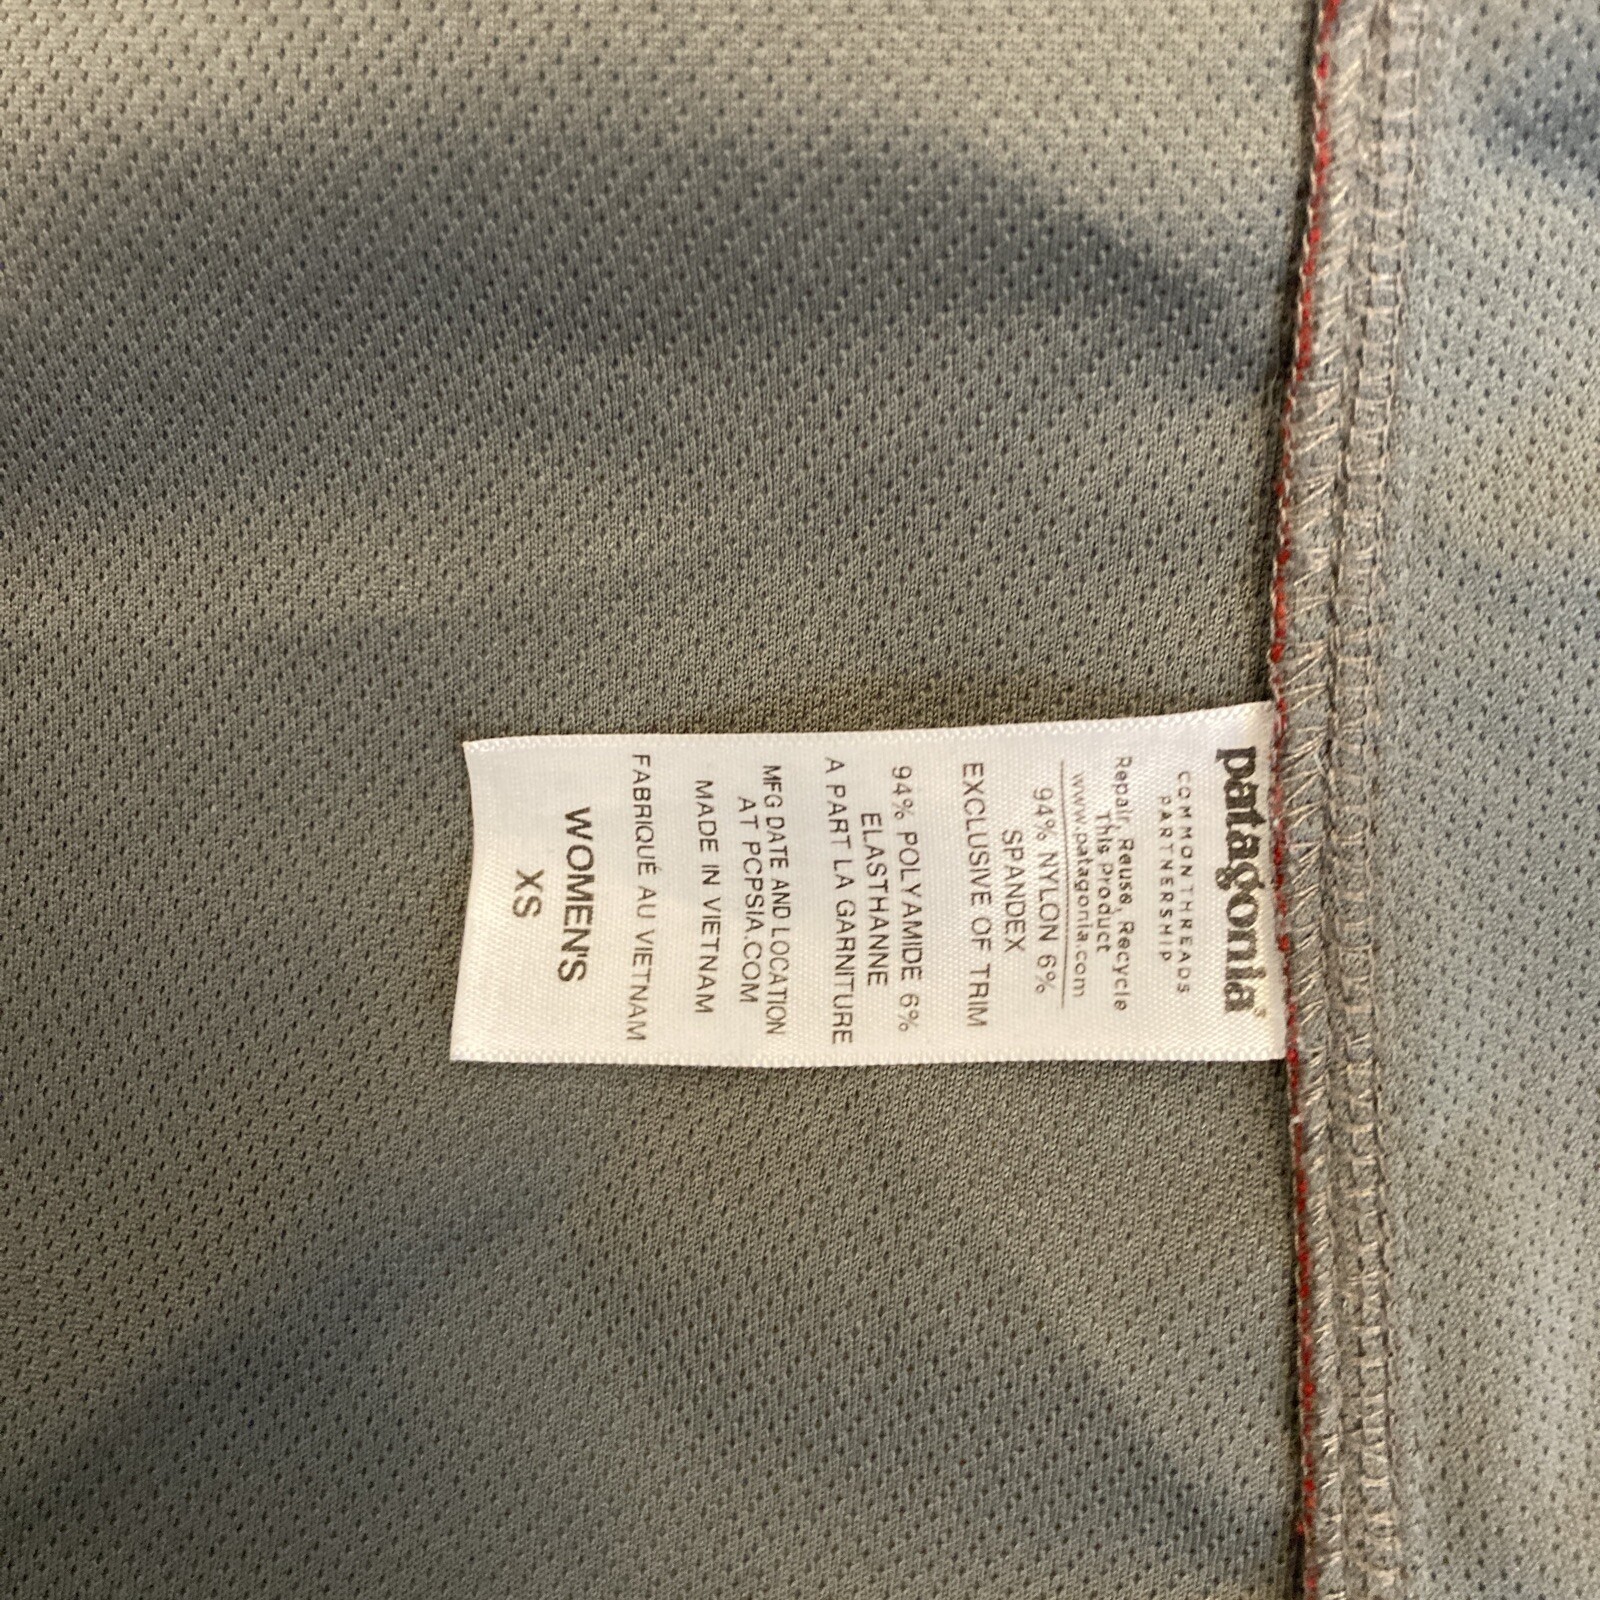 patagonia®
COMMON THREADS
PARTNERSHIP
Repair, Reuse, Recycle
This Product
www.patagonia.com
94% NYLON 6%
SPANDEX
EXCLUSIVE OF TRIM
94% POLYAMIDE 6%
ELASTHANNE
A PART LA GARNITURE
MFG DATE AND LOCATION
AT PCPSIA.COM
MADE IN VIETNAM
FABRIQUÉ AU VIETNAM
WOMEN'S
XS